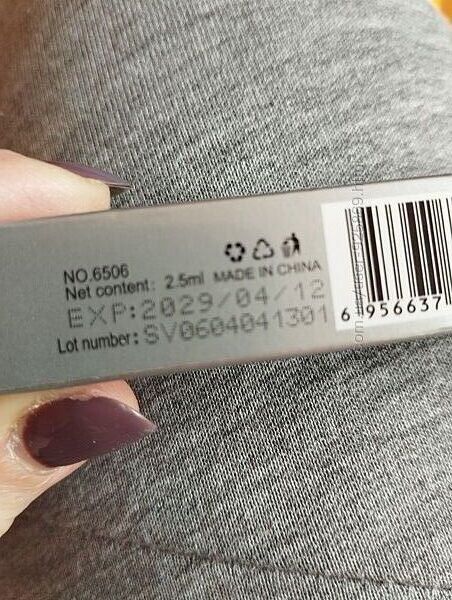 NO.6506
Net content: 2.5ml MADE IN CHINA
EXP:2029/04/12
Lot number: SV0604041301
6 956637